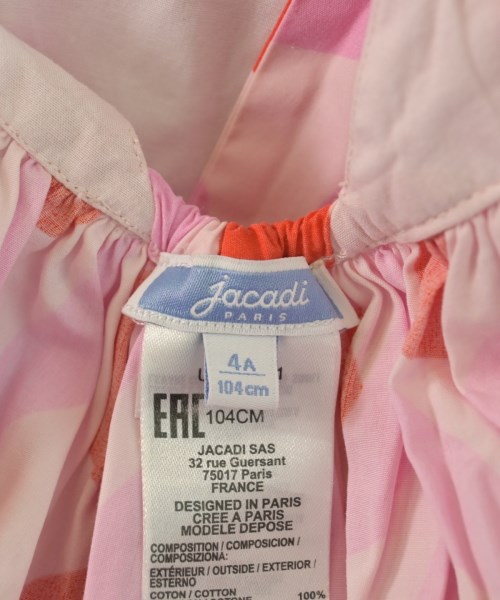 jacadi
PARIS
4A
104cm
EAC 104CM
JACADI SAS
32 rue Guersant
75017 Paris
FRANCE
DESIGNED IN PARIS
CREE A PARIS
MODELE DEPOSE
COMPOSITION / COMPOSICION /
COMPOSIZIONE:
EXTÉRIEUR / OUTSIDE / EXTERIOR /
ESTERNO
COTON / COTTON 100%